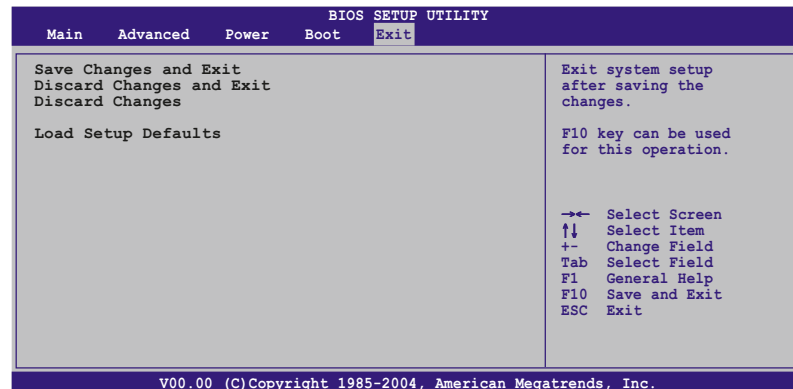 BIOS SETUP UTILITY
Main Advanced Power Boot Exit
Save Changes and Exit
Discard Changes and Exit
Discard Changes
Load Setup Defaults
Exit system setup
after saving the
changes.
F10 key can be used
for this operation.
→← Select Screen
↑↓ Select Item
+- Change Field
Tab Select Field
F1 General Help
F10 Save and Exit
ESC Exit
V00.00 (C)Copyright 1985-2004, American Megatrends, Inc.